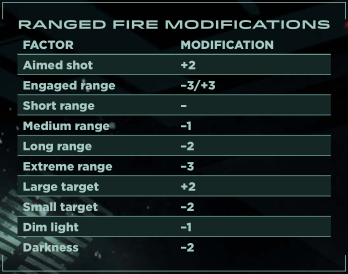 RANGED FIRE MODIFICATIONS
FACTOR MODIFICATION
Aimed shot +2
Engaged range –3/+3
Short range –
Medium range –1
Long range –2
Extreme range –3
Large target +2
Small target –2
Dim light –1
Darkness –2